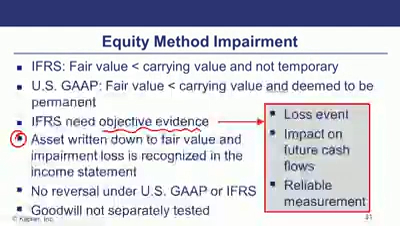 Equity Method Impairment
IFRS: Fair value < carrying value and not temporary
U.S. GAAP: Fair value < carrying value and deemed to be
permanent
IFRS need objective evidence
Asset written down to fair value and
impairment loss is recognized in the
income statement
No reversal under U.S. GAAP or IFRS
Goodwill not separately tested
Loss event
Impact on
future cash
flows
Reliable
measurement
© Kaplan, Inc.
31